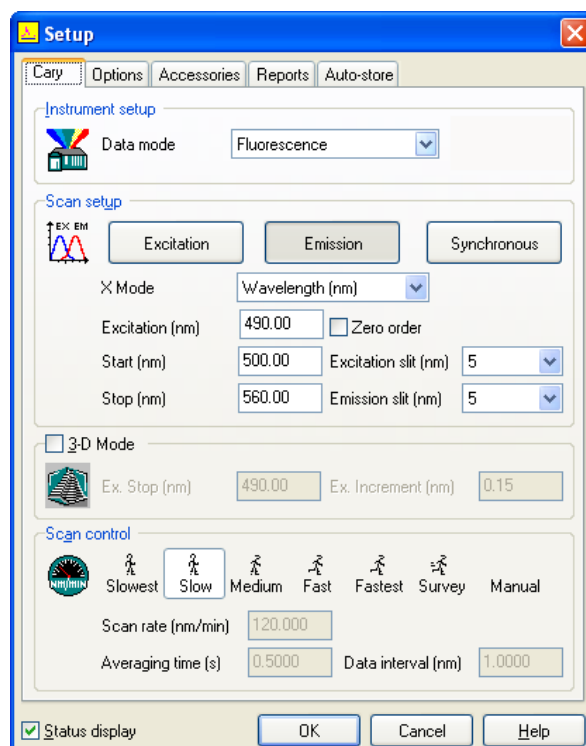 Setup
Cary Options Accessories Reports Auto-store
Instrument setup
Data mode Fluorescence
Scan setup
EX EM Excitation Emission Synchronous
X Mode Wavelength (nm)
Excitation (nm) 490.00 Zero order
Start (nm) 500.00 Excitation slit (nm) 5
Stop (nm) 560.00 Emission slit (nm) 5
3-D Mode
Ex. Stop (nm) 490.00 Ex. Increment (nm) 0.15
Scan control
NM/MIN Slowest Slow Medium Fast Fastest Survey Manual
Scan rate (nm/min) 120.000
Averaging time (s) 0.5000 Data interval (nm) 1.0000
Status display OK Cancel Help